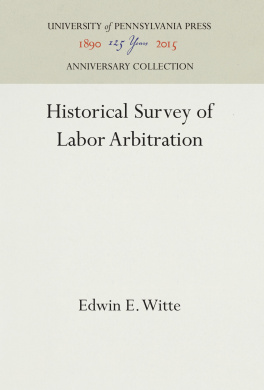 UNIVERSITY of PENNSYLVANIA PRESS
1890 125 Years 2015
ANNIVERSARY COLLECTION
Historical Survey of
Labor Arbitration
Edwin E. Witte